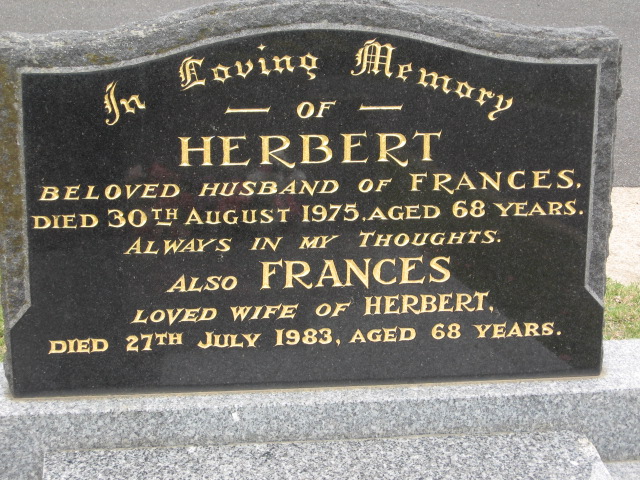 In Loving Memory
— OF —
HERBERT
BELOVED HUSBAND OF FRANCES,
DIED 30TH AUGUST 1975, AGED 68 YEARS.
ALWAYS IN MY THOUGHTS.
ALSO FRANCES
LOVED WIFE OF HERBERT,
DIED 27TH JULY 1983, AGED 68 YEARS.